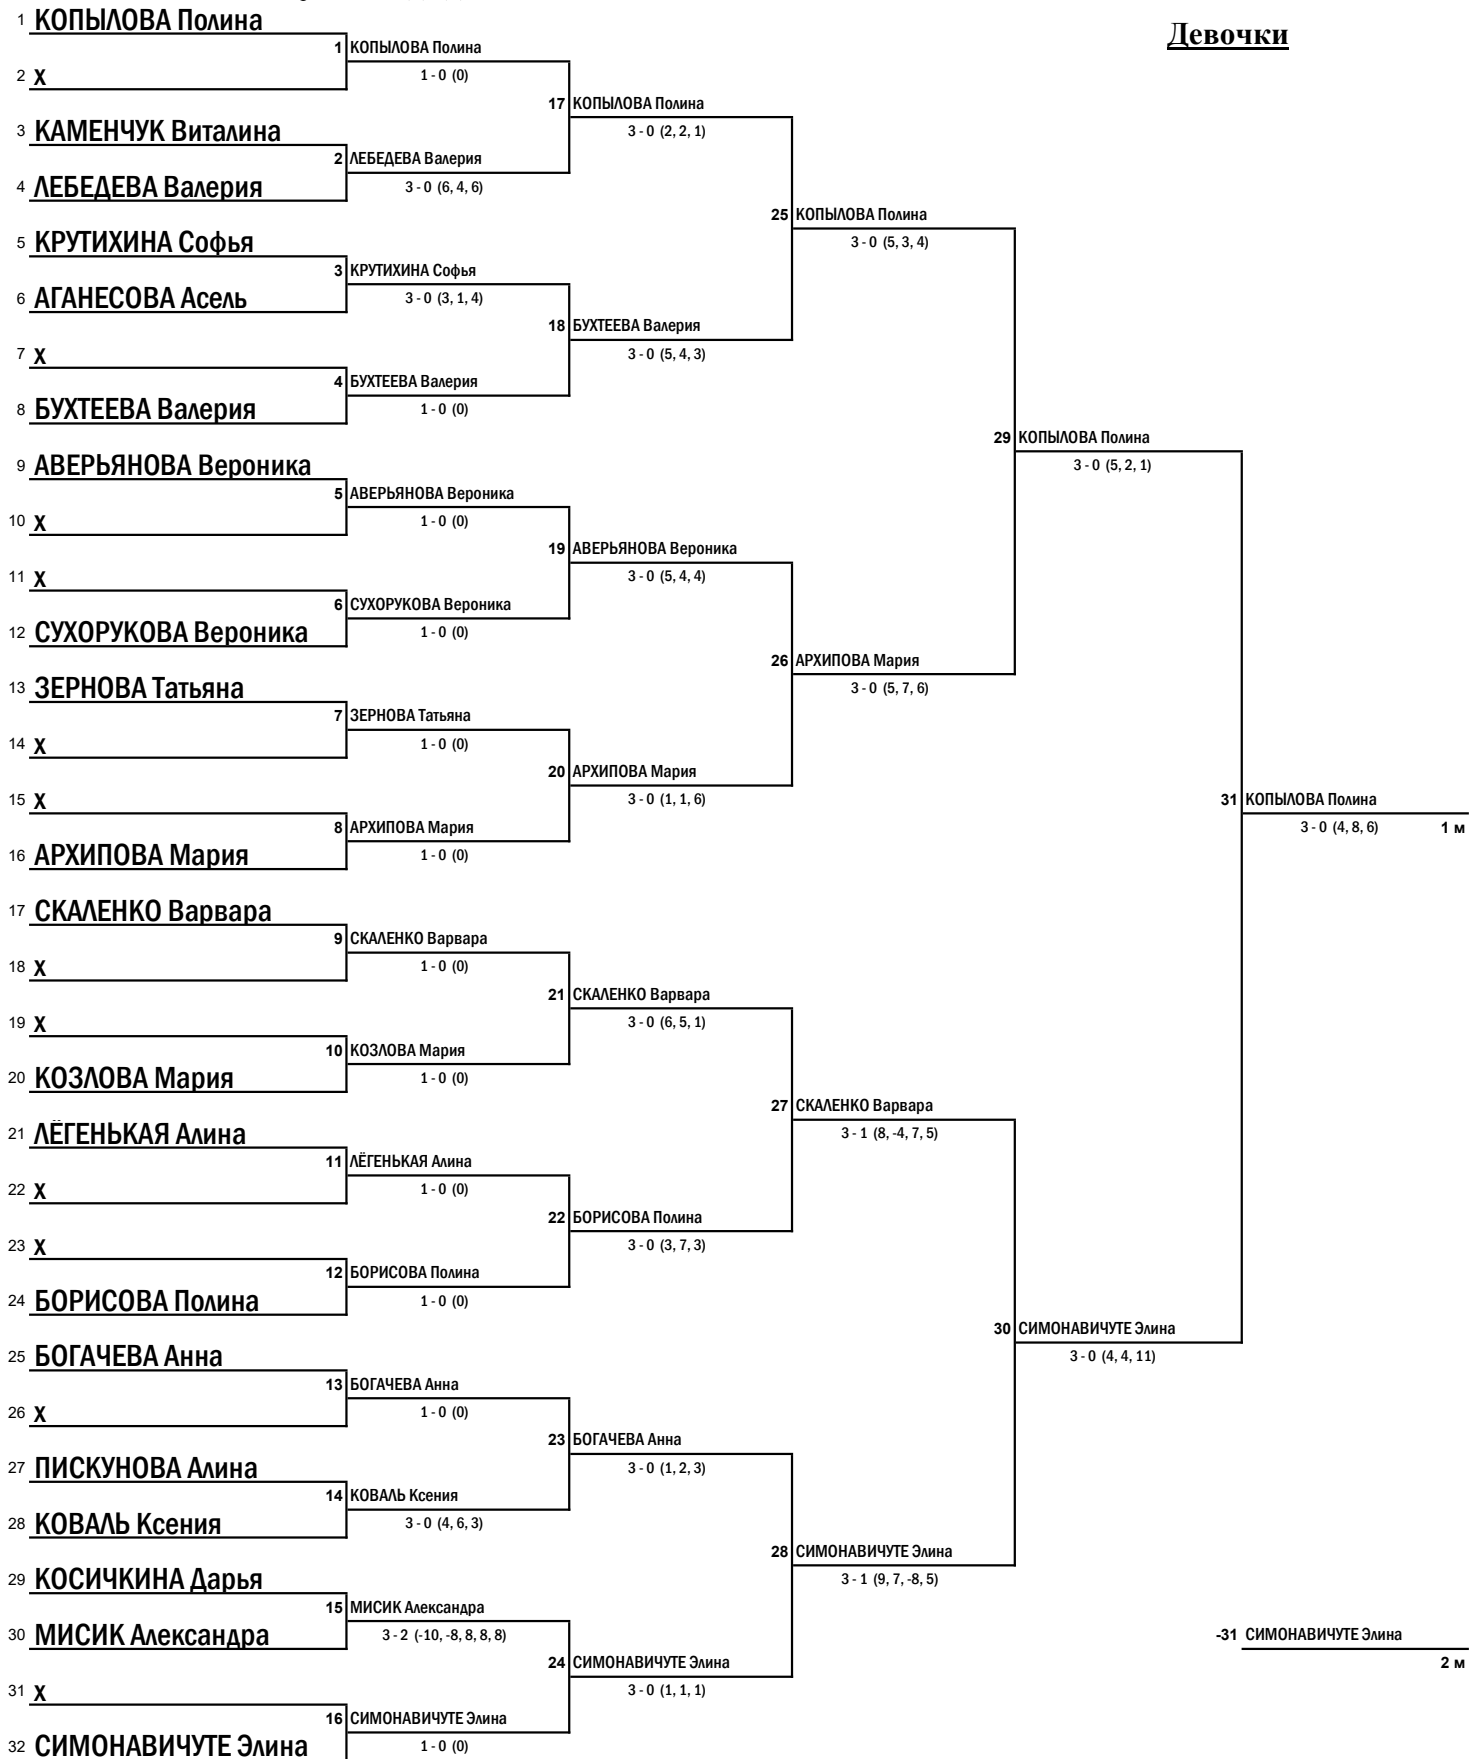 Девочки
1 КОПЫЛОВА Полина
1 КОПЫЛОВА Полина
2 X
1 - 0 (0)
17 КОПЫЛОВА Полина
3 КАМЕНЧУК Виталина
3 - 0 (2, 2, 1)
2 ЛЕБЕДЕВА Валерия
4 ЛЕБЕДЕВА Валерия
3 - 0 (6, 4, 6)
25 КОПЫЛОВА Полина
5 КРУТИХИНА Софья
3 - 0 (5, 3, 4)
3 КРУТИХИНА Софья
6 АГАНЕСОВА Асель
3 - 0 (3, 1, 4)
18 БУХТЕЕВА Валерия
7 X
3 - 0 (5, 4, 3)
4 БУХТЕЕВА Валерия
8 БУХТЕЕВА Валерия
1 - 0 (0)
29 КОПЫЛОВА Полина
9 АВЕРЬЯНОВА Вероника
3 - 0 (5, 2, 1)
5 АВЕРЬЯНОВА Вероника
10 X
1 - 0 (0)
19 АВЕРЬЯНОВА Вероника
11 X
3 - 0 (5, 4, 4)
6 СУХОРУКОВА Вероника
12 СУХОРУКОВА Вероника
1 - 0 (0)
26 АРХИПОВА Мария
13 ЗЕРНОВА Татьяна
3 - 0 (5, 7, 6)
7 ЗЕРНОВА Татьяна
14 X
1 - 0 (0)
20 АРХИПОВА Мария
15 X
3 - 0 (1, 1, 6)
31 КОПЫЛОВА Полина
8 АРХИПОВА Мария
3 - 0 (4, 8, 6) 1 м
16 АРХИПОВА Мария
1 - 0 (0)
17 СКАЛЕНКО Варвара
9 СКАЛЕНКО Варвара
18 X
1 - 0 (0)
21 СКАЛЕНКО Варвара
19 X
3 - 0 (6, 5, 1)
10 КОЗЛОВА Мария
20 КОЗЛОВА Мария
1 - 0 (0)
27 СКАЛЕНКО Варвара
21 ЛЁГЕНЬКАЯ Алина
3 - 1 (8, -4, 7, 5)
11 ЛЁГЕНЬКАЯ Алина
22 X
1 - 0 (0)
22 БОРИСОВА Полина
23 X
3 - 0 (3, 7, 3)
12 БОРИСОВА Полина
24 БОРИСОВА Полина
1 - 0 (0)
30 СИМОНАВИЧУТЕ Элина
25 БОГАЧЕВА Анна
3 - 0 (4, 4, 11)
13 БОГАЧЕВА Анна
26 X
1 - 0 (0)
23 БОГАЧЕВА Анна
27 ПИСКУНОВА Алина
3 - 0 (1, 2, 3)
14 КОВАЛЬ Ксения
28 КОВАЛЬ Ксения
3 - 0 (4, 6, 3)
28 СИМОНАВИЧУТЕ Элина
29 КОСИЧКИНА Дарья
3 - 1 (9, 7, -8, 5)
15 МИСИК Александра
30 МИСИК Александра
3 - 2 (-10, -8, 8, 8, 8)
-31 СИМОНАВИЧУТЕ Элина
24 СИМОНАВИЧУТЕ Элина
2 м
31 X
3 - 0 (1, 1, 1)
16 СИМОНАВИЧУТЕ Элина
32 СИМОНАВИЧУТЕ Элина
1 - 0 (0)